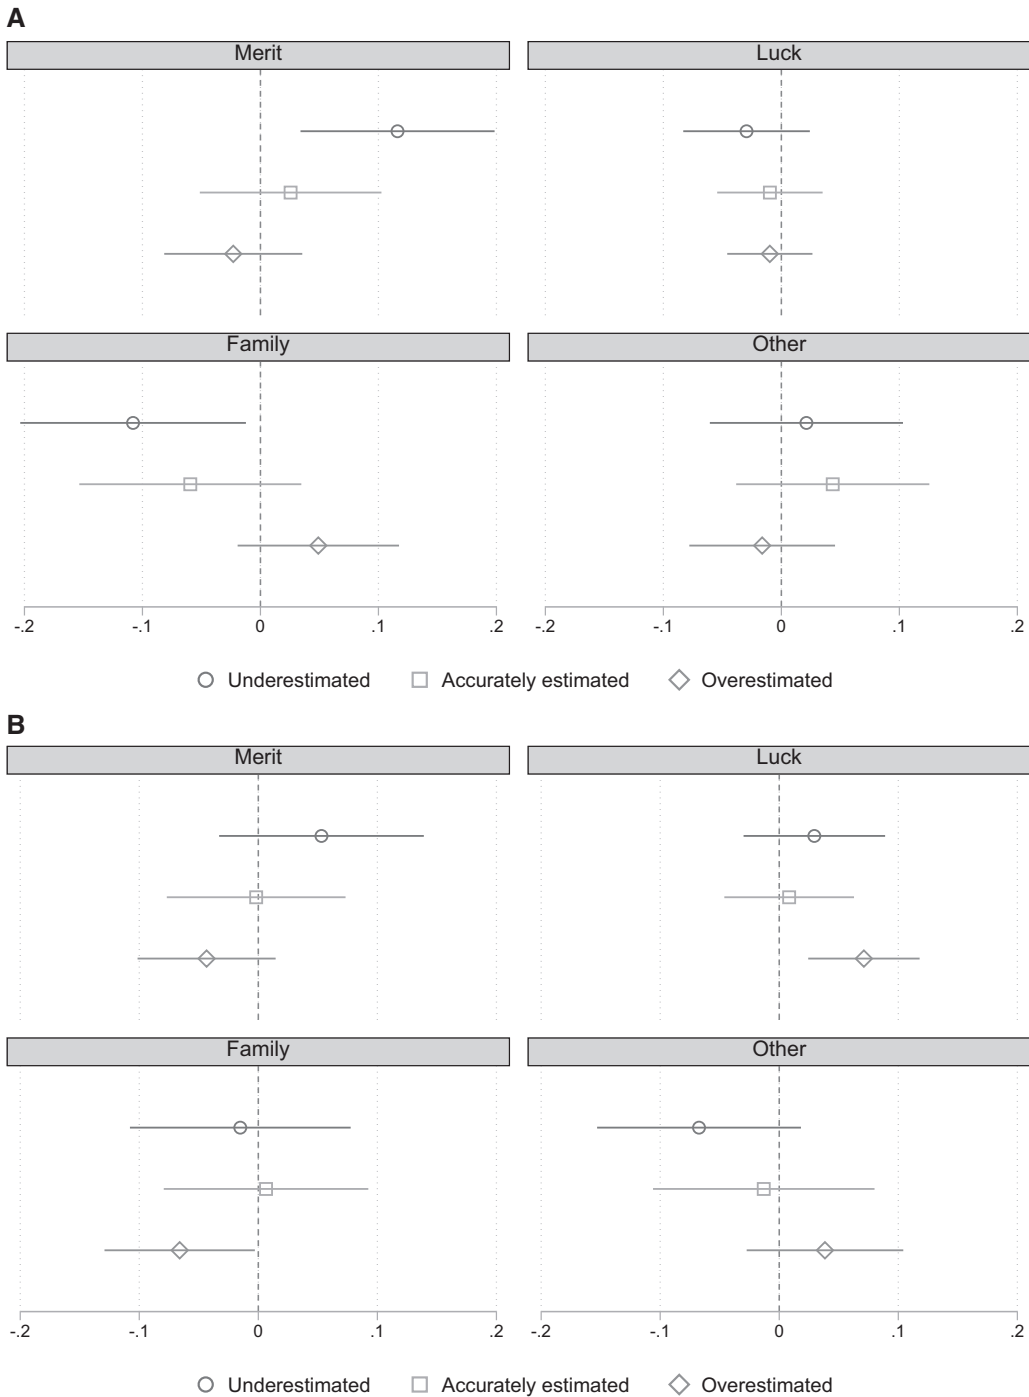 A
Merit Luck
Family Other
-.2 -.1 0 .1 .2 -.2 -.1 0 .1 .2
Underestimated Accurately estimated Overestimated
B
Merit Luck
Family Other
-.2 -.1 0 .1 .2 -.2 -.1 0 .1 .2
Underestimated Accurately estimated Overestimated